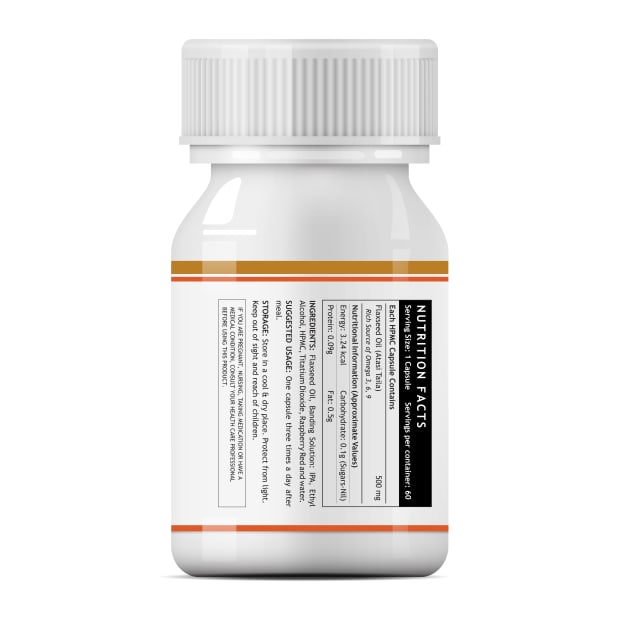 NUTRITION FACTS
Serving Size: 1 Capsule Servings per container: 60
Each HPMC Capsule Contains
Flaxseed Oil (Atasi Taila) 500 mg
Rich Source of Omega 3, 6, 9
Nutritional Information (Approximate Values)
Energy: 3.24 kcal Carbohydrate: 0.1g (Sugars-Nil)
Protein: 0.09g Fat: 0.5g
INGREDIENTS: Flaxseed Oil, Banding Solution: IPA, Ethyl
Alcohol, HPMC, Titatium Dioxide, Raspberry Red and water.
SUGGESTED USAGE: One capsule three times a day after
meal.
STORAGE: Store in a cool & dry place. Protect from light.
Keep out of sight and reach of children.
IF YOU ARE PREGNANT, NURSING, TAKING MEDICATION OR HAVE A
MEDICAL CONDITION, CONSULT YOUR HEALTH CARE PROFESSIONAL
BEFORE USING THIS PRODUCT.